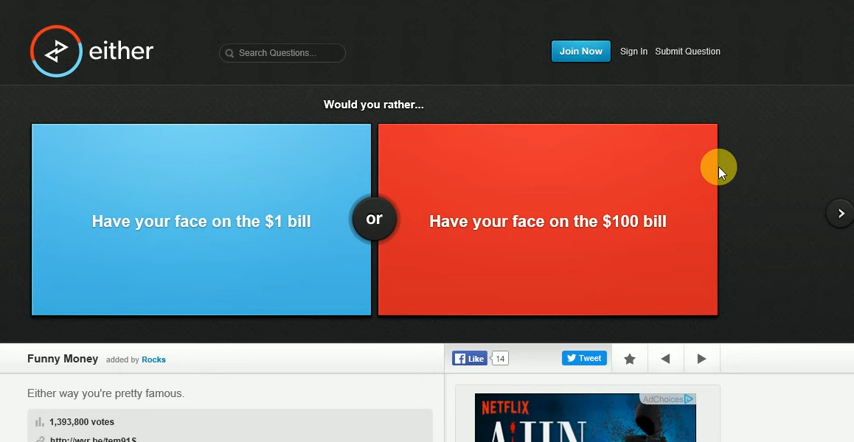 either
Search Questions...
Join Now
Sign In
Submit Question
Would you rather...
Have your face on the $1 bill
or
Have your face on the $100 bill
Funny Money added by Rocks
Like 14
Tweet
Either way you're pretty famous.
1,393,800 votes
AdChoices
NETFLIX
AJIN